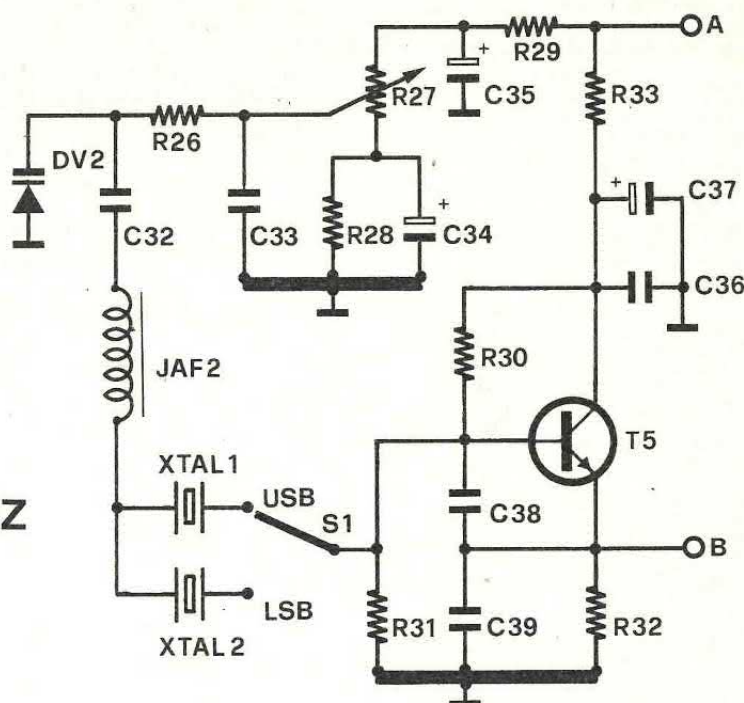 A
R29
R27
C35
R33
R26
DV2
C37
C32
C33
R28
C34
C36
R30
JAF2
T5
XTAL1
USB
S1
C38
Z
B
LSB
R31
C39
R32
XTAL2
+
+
+